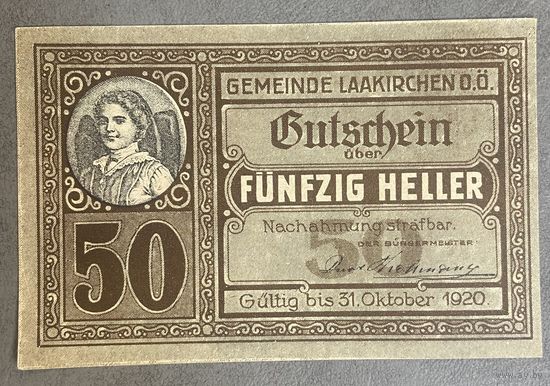 GEMEINDE LAAKIRCHEN O.Ö.
Gutschein
über
FÜNFZIG HELLER
Nachahmung strafbar.
50
DER BÜRGERMEISTER:
50
Gültig bis 31. Oktober 1920.